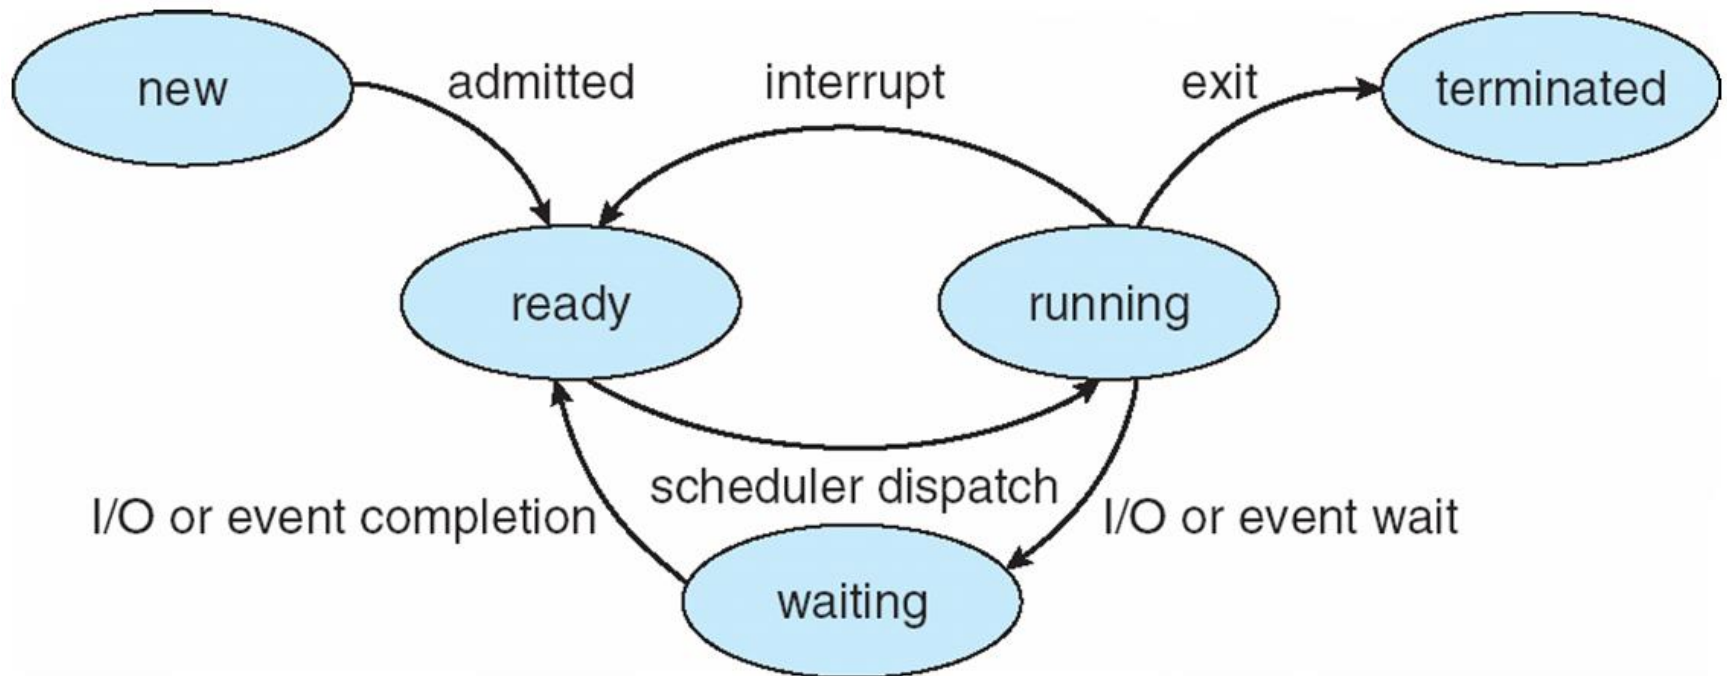 new
admitted
interrupt
exit
terminated
ready
running
scheduler dispatch
I/O or event completion
I/O or event wait
waiting